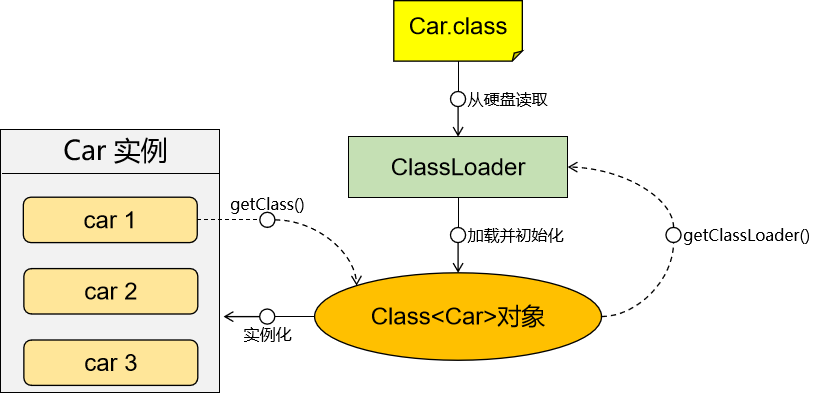 Car.class
从硬盘读取
Car 实例
ClassLoader
car 1
getClass()
加载并初始化
getClassLoader()
car 2
Class<Car>对象
实例化
car 3